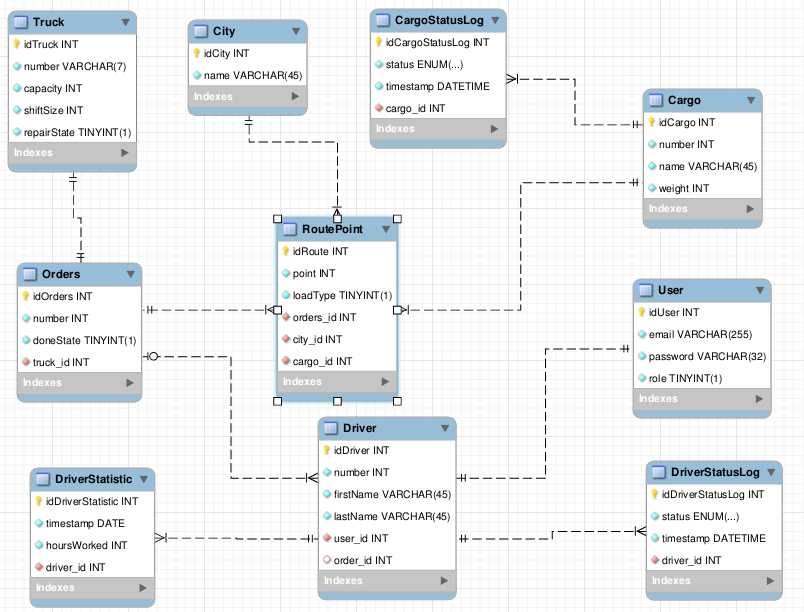 Truck
idTruck INT
number VARCHAR(7)
capacity INT
shiftSize INT
repairState TINYINT(1)
Indexes
City
idCity INT
name VARCHAR(45)
Indexes
CargoStatusLog
idCargoStatusLog INT
status ENUM(...)
timestamp DATETIME
cargo_id INT
Indexes
Cargo
idCargo INT
number INT
name VARCHAR(45)
weight INT
Indexes
Orders
idOrders INT
number INT
doneState TINYINT(1)
truck_id INT
Indexes
RoutePoint
idRoute INT
point INT
loadType TINYINT(1)
orders_id INT
city_id INT
cargo_id INT
Indexes
User
idUser INT
email VARCHAR(255)
password VARCHAR(32)
role TINYINT(1)
Indexes
DriverStatistic
idDriverStatistic INT
timestamp DATE
hoursWorked INT
driver_id INT
Indexes
Driver
idDriver INT
number INT
firstName VARCHAR(45)
lastName VARCHAR(45)
user_id INT
order_id INT
Indexes
DriverStatusLog
idDriverStatusLog INT
status ENUM(...)
timestamp DATETIME
driver_id INT
Indexes